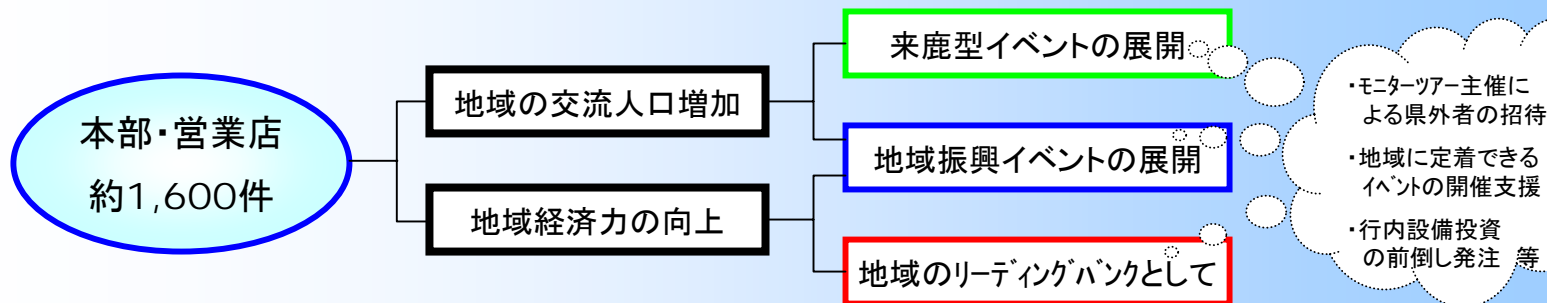 本部・営業店
約1,600件
地域の交流人口増加
地域経済力の向上
来鹿型イベントの展開
地域振興イベントの展開
地域のリーディングバンクとして
・モニターツアー主催に
よる県外者の招待
・地域に定着できる
イベントの開催支援
・行内設備投資
の前倒し発注 等